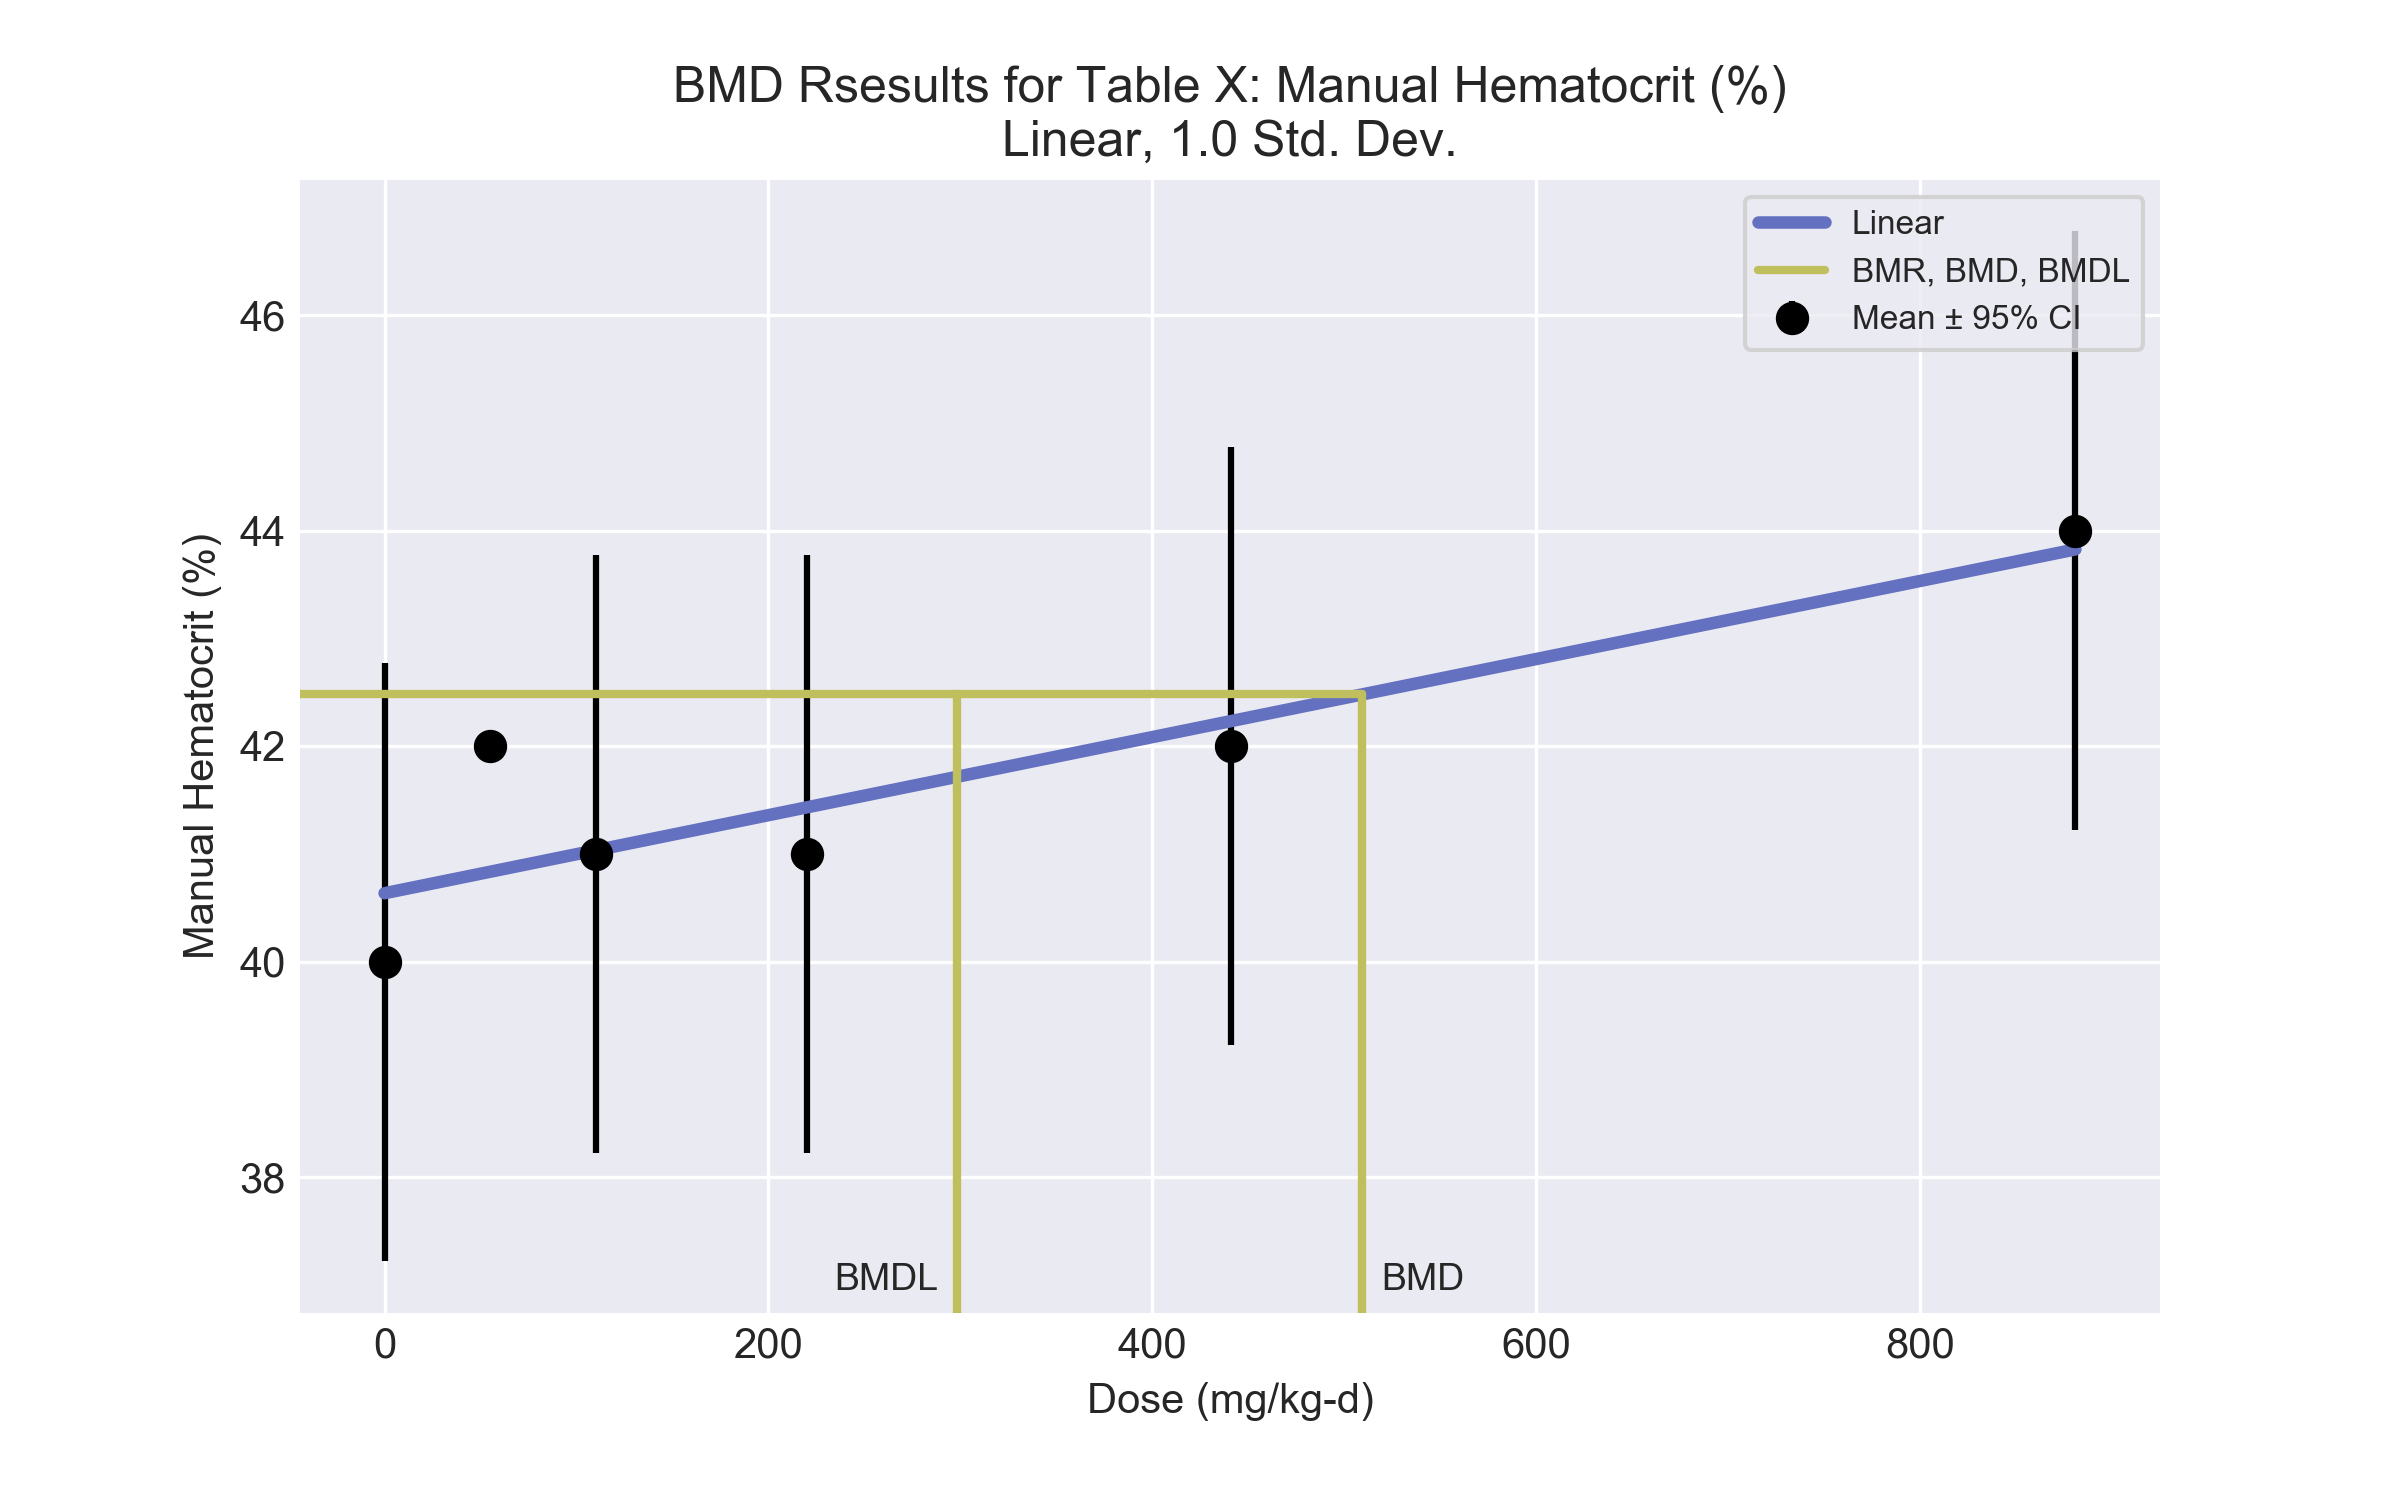 BMD Rsesults for Table X: Manual Hematocrit (%)
Linear, 1.0 Std. Dev.
Linear
BMR, BMD, BMDL
Mean ± 95% CI
Manual Hematocrit (%)
46
44
42
40
38
BMDL
BMD
0
200
400
600
800
Dose (mg/kg-d)